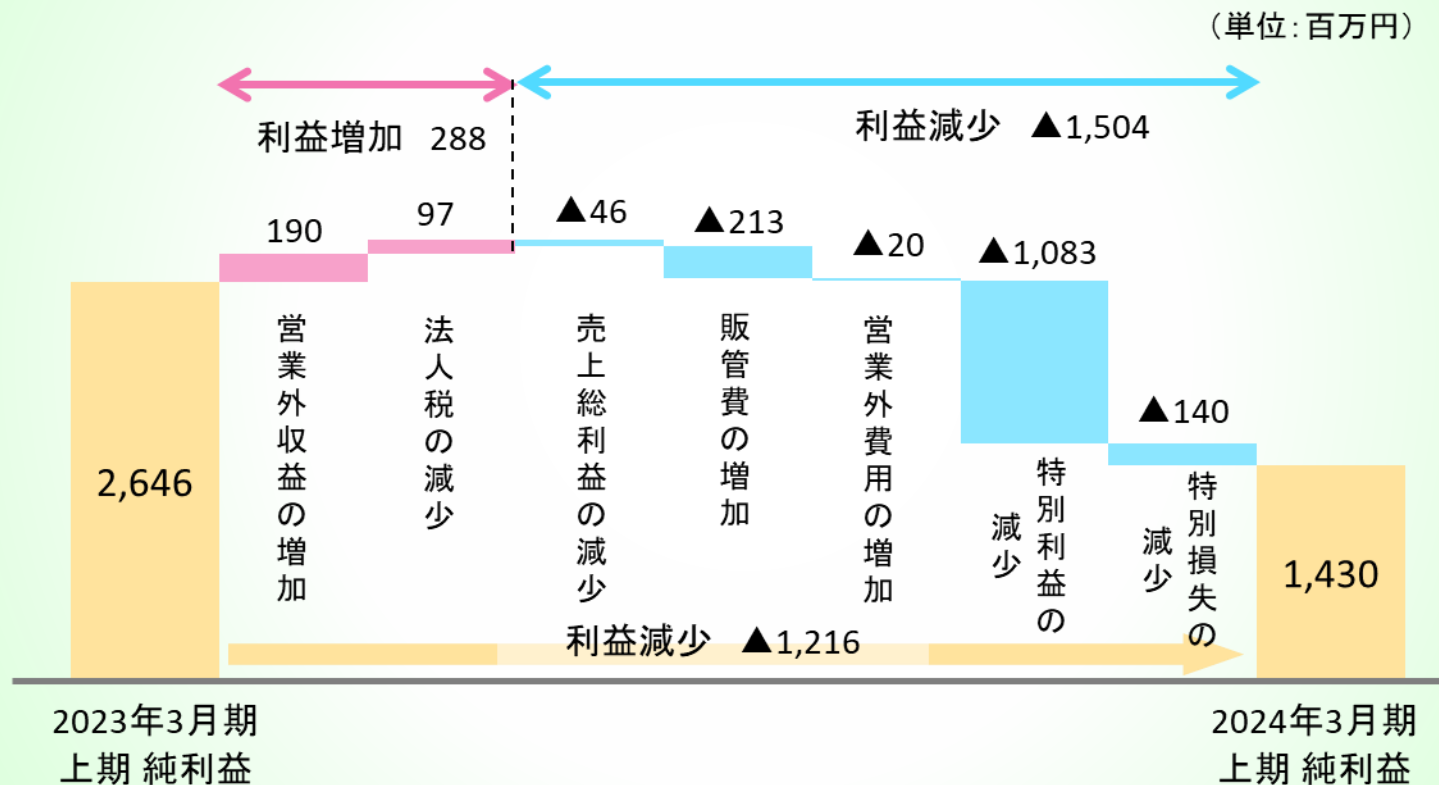 （単位：百万円）
利益増加 288
利益減少 ▲1,504
190
97
▲46
▲213
▲20
▲1,083
▲140
2,646
営業外収益の増加
法人税の減少
売上総利益の減少
販管費の増加
営業外費用の増加
特別利益の
減少
特別損失の
減少
1,430
利益減少 ▲1,216
2023年3月期
上期 純利益
2024年3月期
上期 純利益